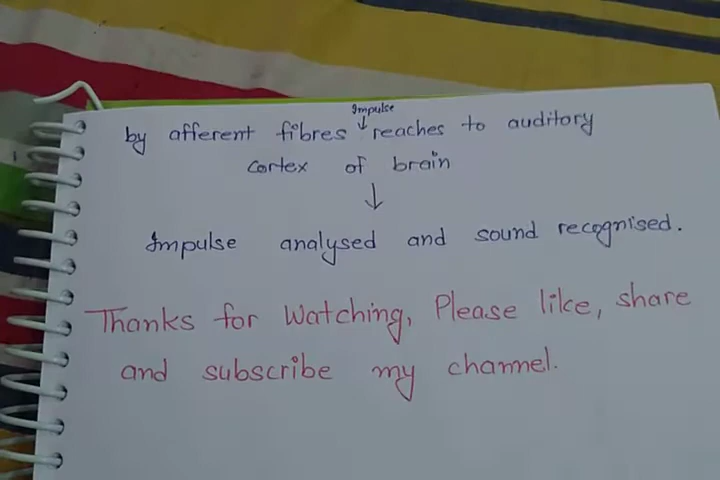 by afferent fibres Impulse ↓ reaches to auditory
cortex of brain
↓
Impulse analysed and sound recognised.
Thanks for Watching, Please like, share
and subscribe my channel.